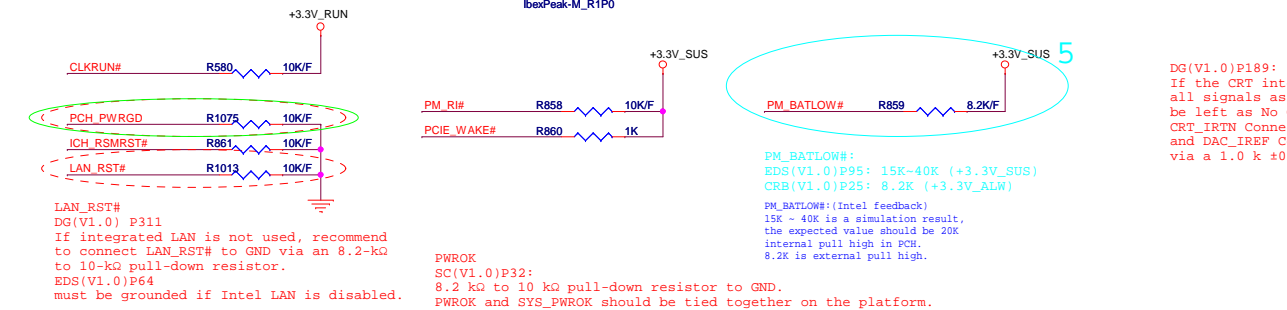 IbexPeak-M_R1P0
+3.3V_RUN
CLKRUN# R580 10K/F
PCH_PWRGD R1075 10K/F
ICH_RSMRST# R861 10K/F
LAN_RST# R1013 10K/F
LAN_RST#
DG(V1.0) P311
If integrated LAN is not used, recommend
to connect LAN_RST# to GND via an 8.2-kΩ
to 10-kΩ pull-down resistor.
EDS(V1.0)P64
must be grounded if Intel LAN is disabled.
+3.3V_SUS
PM_RI# R858 10K/F
PCIE_WAKE# R860 1K
PWROK
SC(V1.0)P32:
8.2 kΩ to 10 kΩ pull-down resistor to GND.
PWROK and SYS_PWROK should be tied together on the platform.
+3.3V_SUS 5
PM_BATLOW# R859 8.2K/F
PM_BATLOW#:
EDS(V1.0)P95: 15K~40K (+3.3V_SUS)
CRB(V1.0)P25: 8.2K (+3.3V_ALW)
PM_BATLOW#:(Intel feedback)
15K ~ 40K is a simulation result,
the expected value should be 20K
internal pull high in PCH.
8.2K is external pull high.
DG(V1.0)P189:
If the CRT int
all signals as
be left as No
CRT_IRTN Conne
and DAC_IREF C
via a 1.0 k ±0